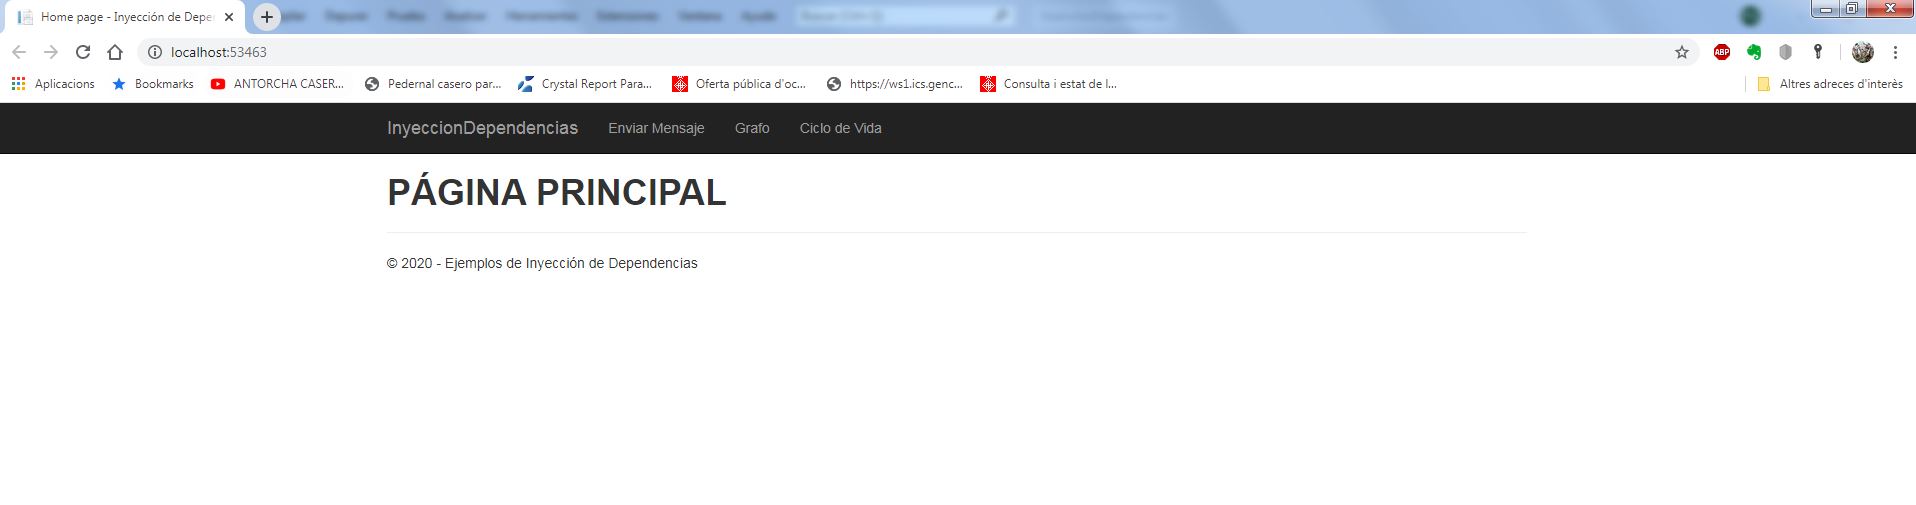 Home page - Inyección de Depen
localhost:53463
Aplicacions Bookmarks ANTORCHA CASER... Pedernal casero par... Crystal Report Para... Oferta pública d'oc... https://ws1.ics.genc... Consulta i estat de l... Altres adreces d'interès
InyeccionDependencias Enviar Mensaje Grafo Ciclo de Vida
PÁGINA PRINCIPAL
© 2020 - Ejemplos de Inyección de Dependencias